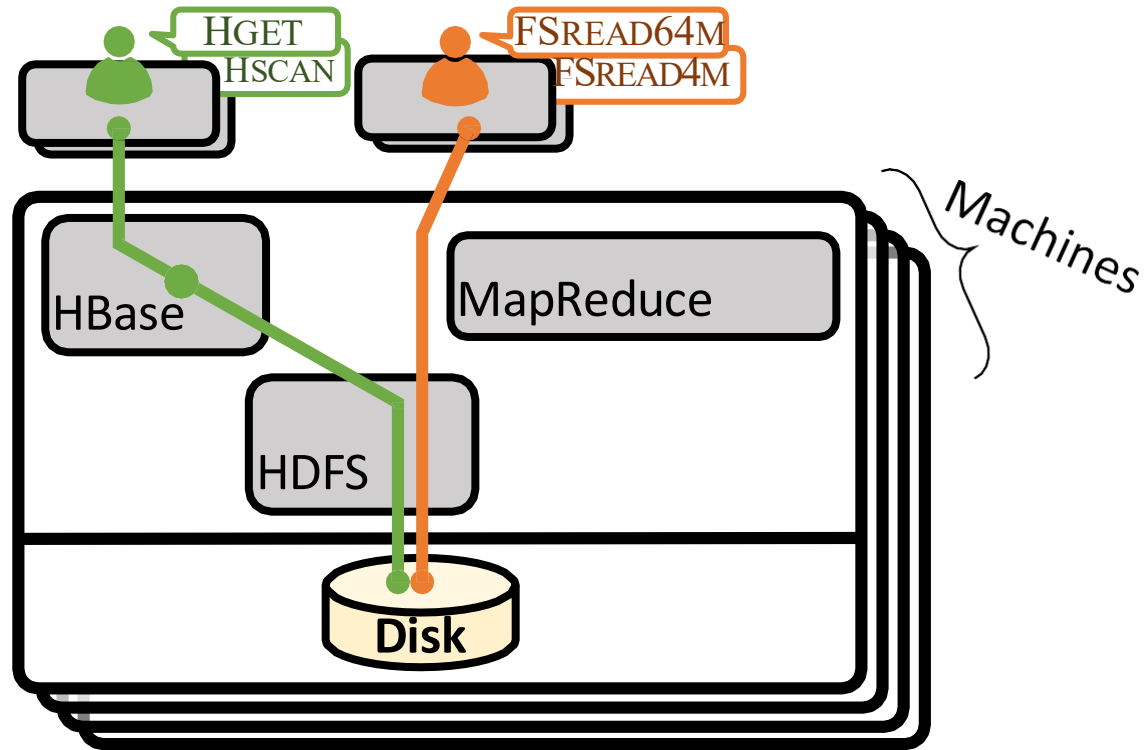 HGET
HSCAN
FSREAD64M
FSREAD4M
Machines
HBase
MapReduce
HDFS
Disk